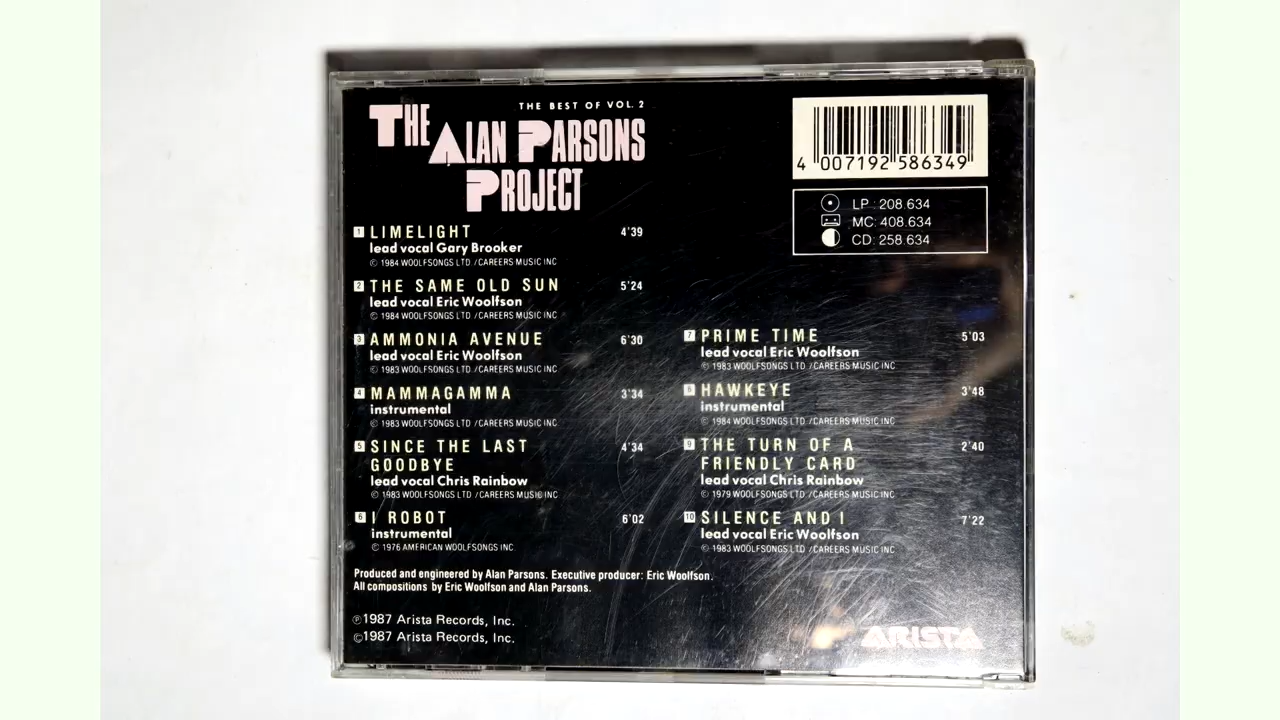 THE BEST OF VOL. 2
THE ALAN PARSONS
PROJECT
1 LIMELIGHT 4'39
lead vocal Gary Brooker
© 1984 WOOLFSONGS LTD /CAREERS MUSIC INC
2 THE SAME OLD SUN 5'24
lead vocal Eric Woolfson
© 1984 WOOLFSONGS LTD /CAREERS MUSIC INC
3 AMMONIA AVENUE 6'30
lead vocal Eric Woolfson
© 1983 WOOLFSONGS LTD /CAREERS MUSIC INC
4 MAMMAGAMMA 3'34
instrumental
© 1983 WOOLFSONGS LTD /CAREERS MUSIC INC
5 SINCE THE LAST 4'34
GOODBYE
lead vocal Chris Rainbow
© 1983 WOOLFSONGS LTD /CAREERS MUSIC INC
6 I ROBOT 6'02
instrumental
© 1976 AMERICAN WOOLFSONGS INC
7 PRIME TIME 5'03
lead vocal Eric Woolfson
© 1983 WOOLFSONGS LTD /CAREERS MUSIC INC
8 HAWKEYE 3'48
instrumental
© 1984 WOOLFSONGS LTD /CAREERS MUSIC INC
9 THE TURN OF A 2'40
FRIENDLY CARD
lead vocal Chris Rainbow
© 1979 WOOLFSONGS LTD /CAREERS MUSIC INC
10 SILENCE AND I 7'22
lead vocal Eric Woolfson
© 1983 WOOLFSONGS LTD /CAREERS MUSIC INC
Produced and engineered by Alan Parsons. Executive producer: Eric Woolfson.
All compositions by Eric Woolfson and Alan Parsons.
℗1987 Arista Records, Inc.
©1987 Arista Records, Inc.
4 007192 586349
LP: 208.634
MC: 408.634
CD: 258.634
ARISTA